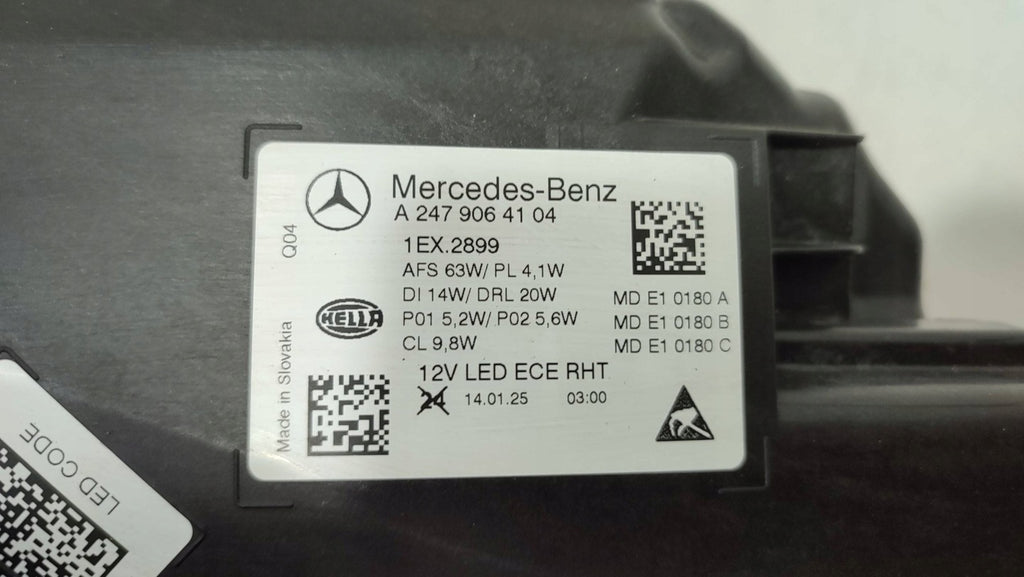 Mercedes-Benz
A 247 906 41 04
1EX.2899
AFS 63W/ PL 4,1W
DI 14W/ DRL 20W
P01 5,2W/ P02 5,6W
CL 9,8W
MD E1 0180 A
MD E1 0180 B
MD E1 0180 C
12V LED ECE RHT
24 14.01.25 03:00
HELLA
Q04
Made in Slovakia
LED CODE